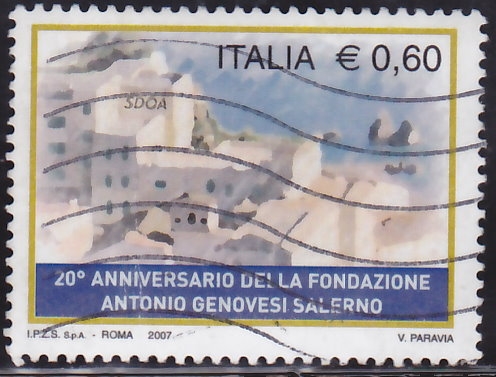 ITALIA € 0,60
SDOA
20° ANNIVERSARIO DELLA FONDAZIONE
ANTONIO GENOVESI SALERNO
I.P.Z.S. S.p.A. - ROMA 2007 V. PARAVIA